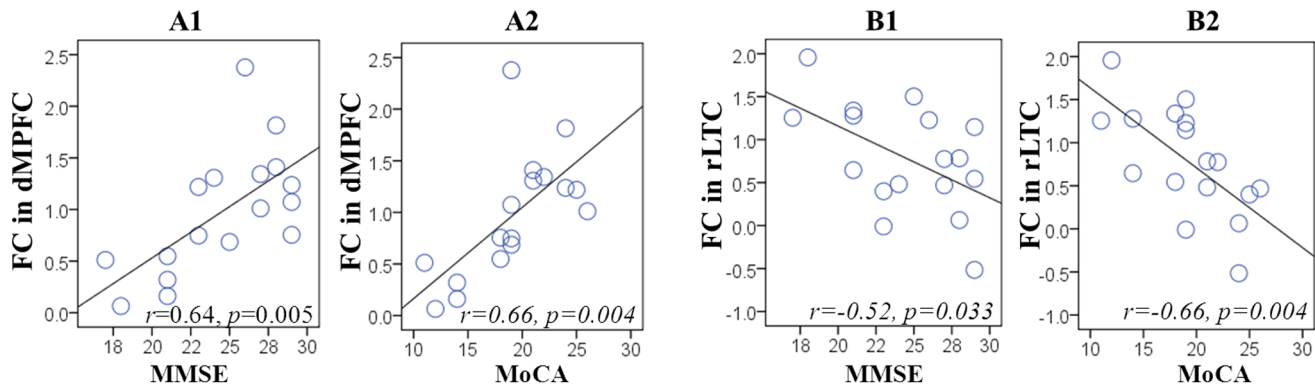 A1
FC in dMPFC
2.5
2.0
1.5
1.0
0.5
0.0
r=0.64, p=0.005
18 20 22 25 28 30
MMSE
A2
FC in dMPFC
2.5
2.0
1.5
1.0
0.5
0.0
r=0.66, p=0.004
10 15 20 25 30
MoCA
B1
FC in rLTC
2.0
1.5
1.0
0.5
0.0
-0.5
-1.0
r=-0.52, p=0.033
18 20 22 25 28 30
MMSE
B2
FC in rLTC
2.0
1.5
1.0
0.5
0.0
-0.5
-1.0
r=-0.66, p=0.004
10 15 20 25 30
MoCA